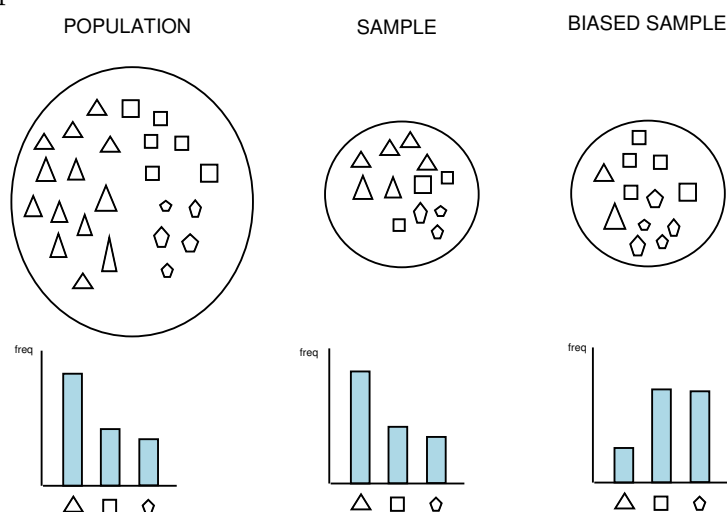 POPULATION
SAMPLE
BIASED SAMPLE
freq
freq
freq